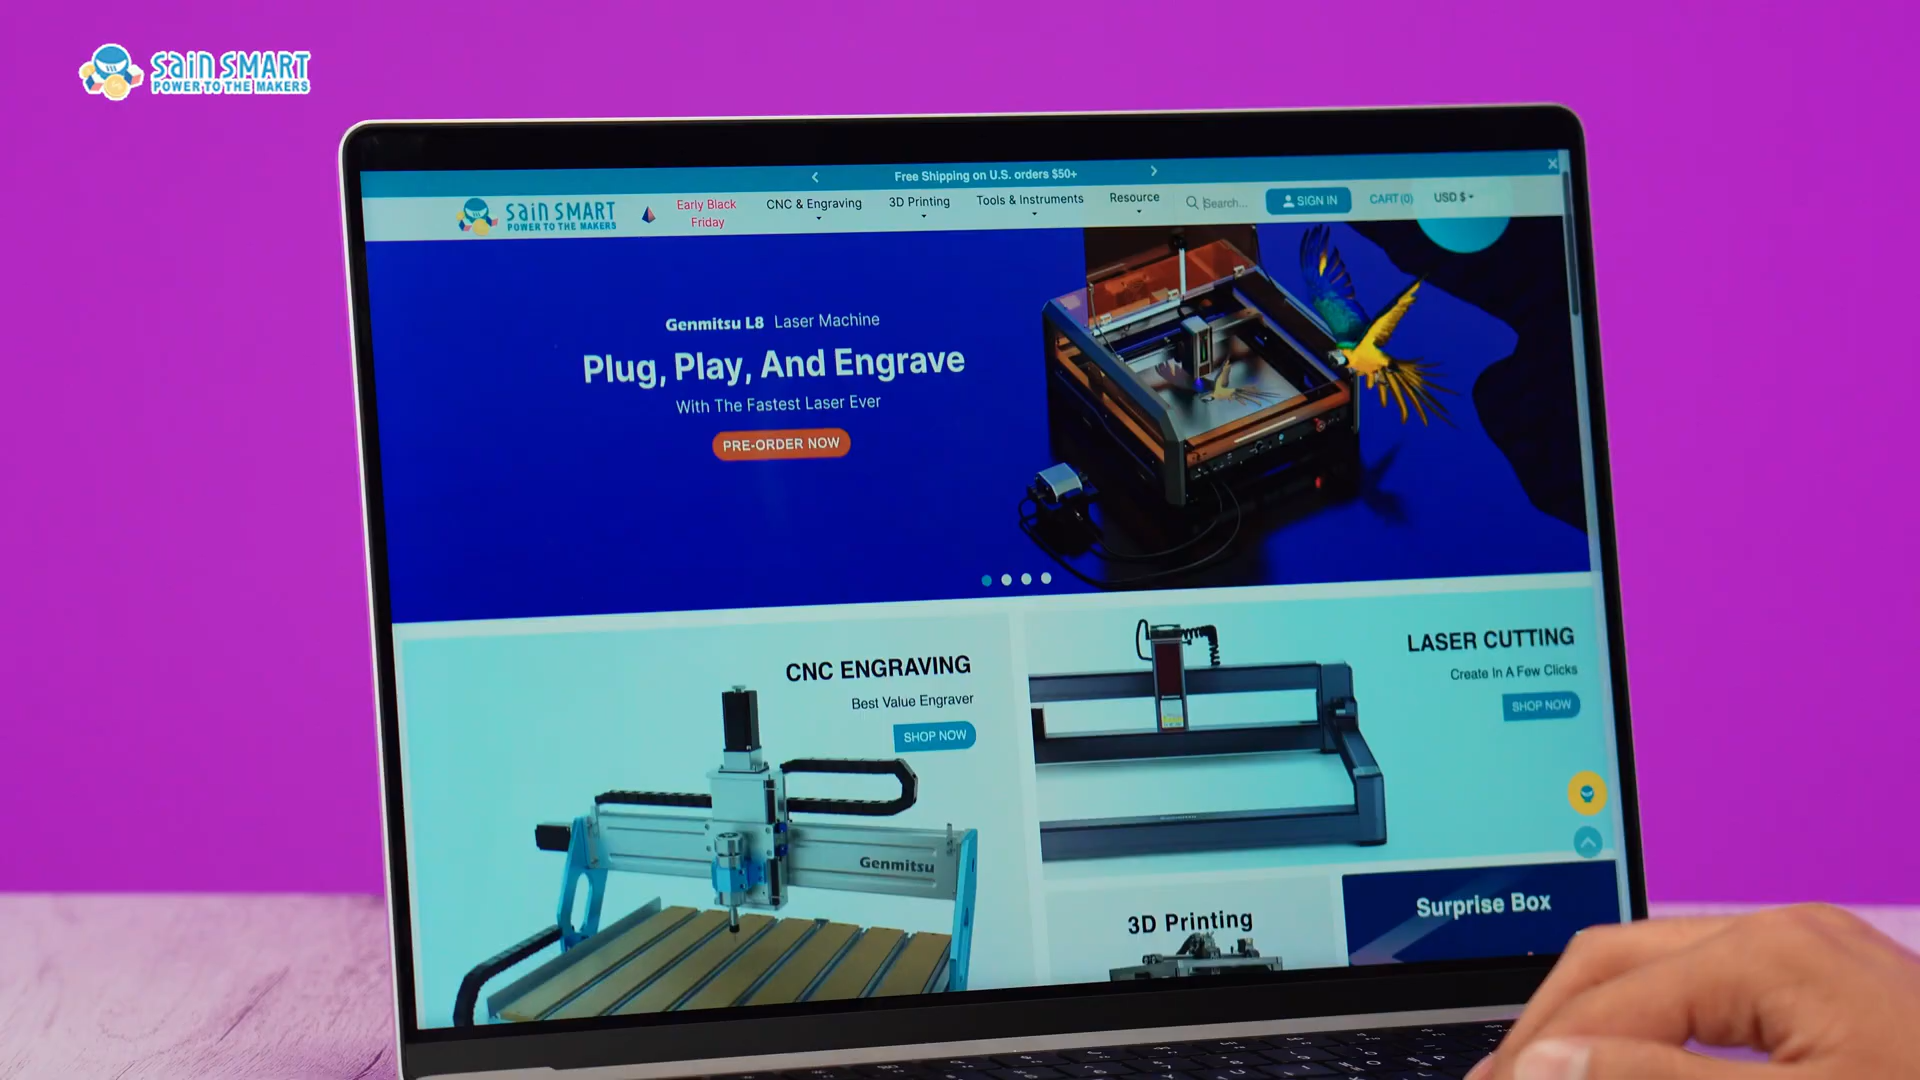 SainSMART
POWER TO THE MAKERS
Free Shipping on U.S. orders $50+
SainSMART
POWER TO THE MAKERS
Early Black
Friday
CNC & Engraving
3D Printing
Tools & Instruments
Resource
Search...
SIGN IN
CART (0)
USD $
Genmitsu L8 Laser Machine
Plug, Play, And Engrave
With The Fastest Laser Ever
PRE-ORDER NOW
CNC ENGRAVING
Best Value Engraver
SHOP NOW
Genmitsu
LASER CUTTING
Create In A Few Clicks
SHOP NOW
3D Printing
Surprise Box